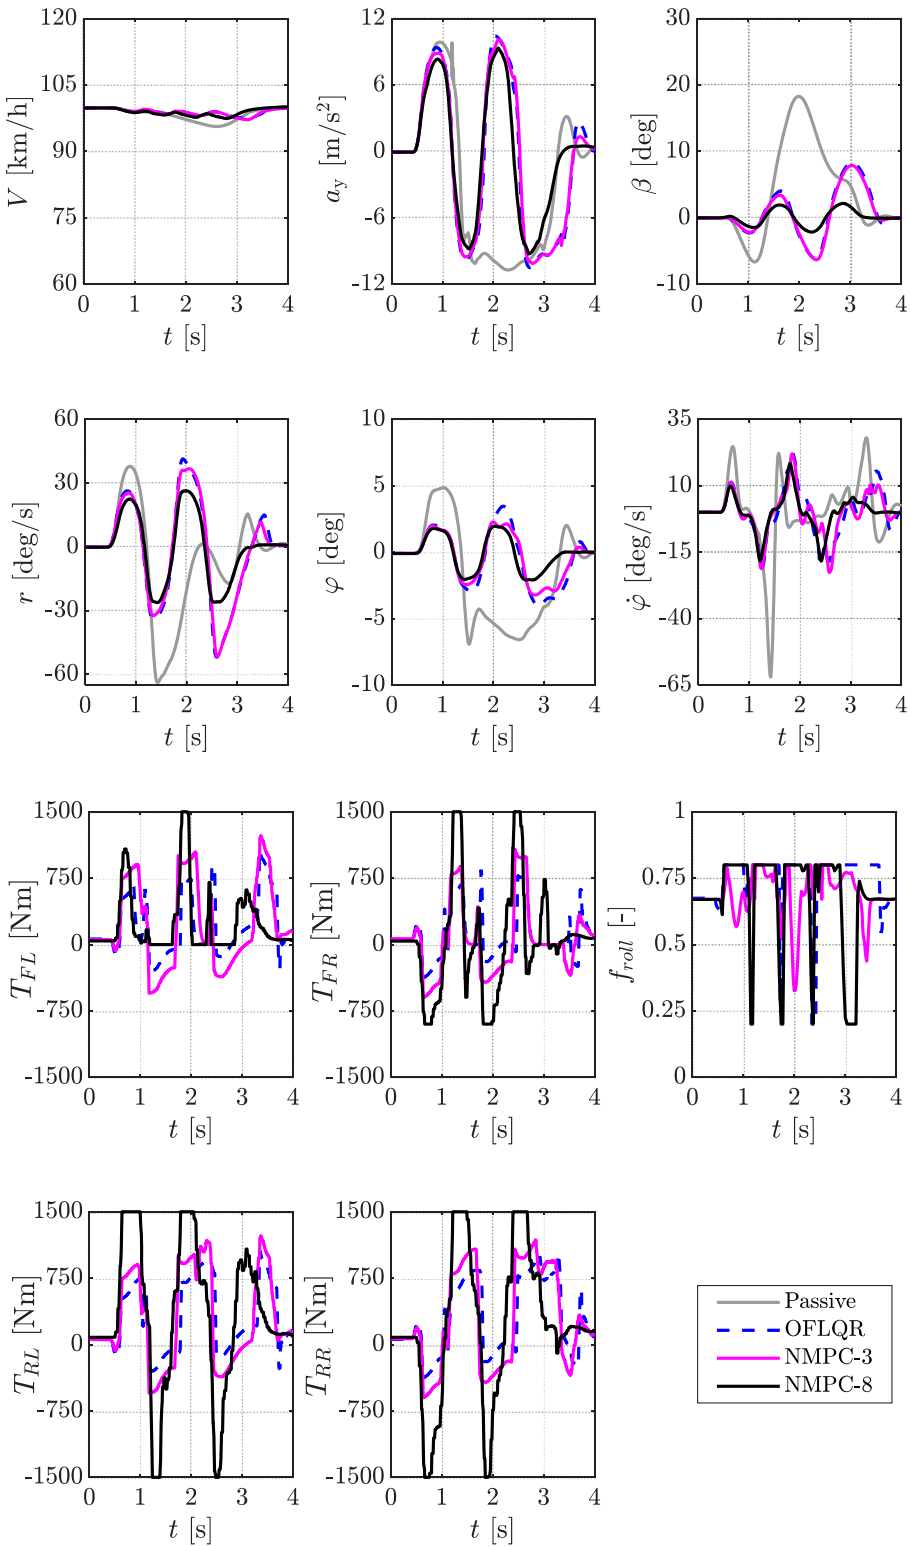 120
105
90
75
60
V [km/h]
0 1 2 3 4
t [s]
12
6
0
-6
-12
a_y [m/s²]
0 1 2 3 4
t [s]
30
20
10
0
-10
β [deg]
0 1 2 3 4
t [s]
60
30
0
-30
-60
r [deg/s]
0 1 2 3 4
t [s]
10
5
0
-5
-10
φ [deg]
0 1 2 3 4
t [s]
35
10
-15
-40
-65
φ̇ [deg/s]
0 1 2 3 4
t [s]
1500
750
0
-750
-1500
T_FL [Nm]
0 1 2 3 4
t [s]
1500
750
0
-750
-1500
T_FR [Nm]
0 1 2 3 4
t [s]
1
0.75
0.5
0.25
0
f_roll [-]
0 1 2 3 4
t [s]
1500
750
0
-750
-1500
T_RL [Nm]
0 1 2 3 4
t [s]
1500
750
0
-750
-1500
T_RR [Nm]
0 1 2 3 4
t [s]
Passive
OFLQR
NMPC-3
NMPC-8